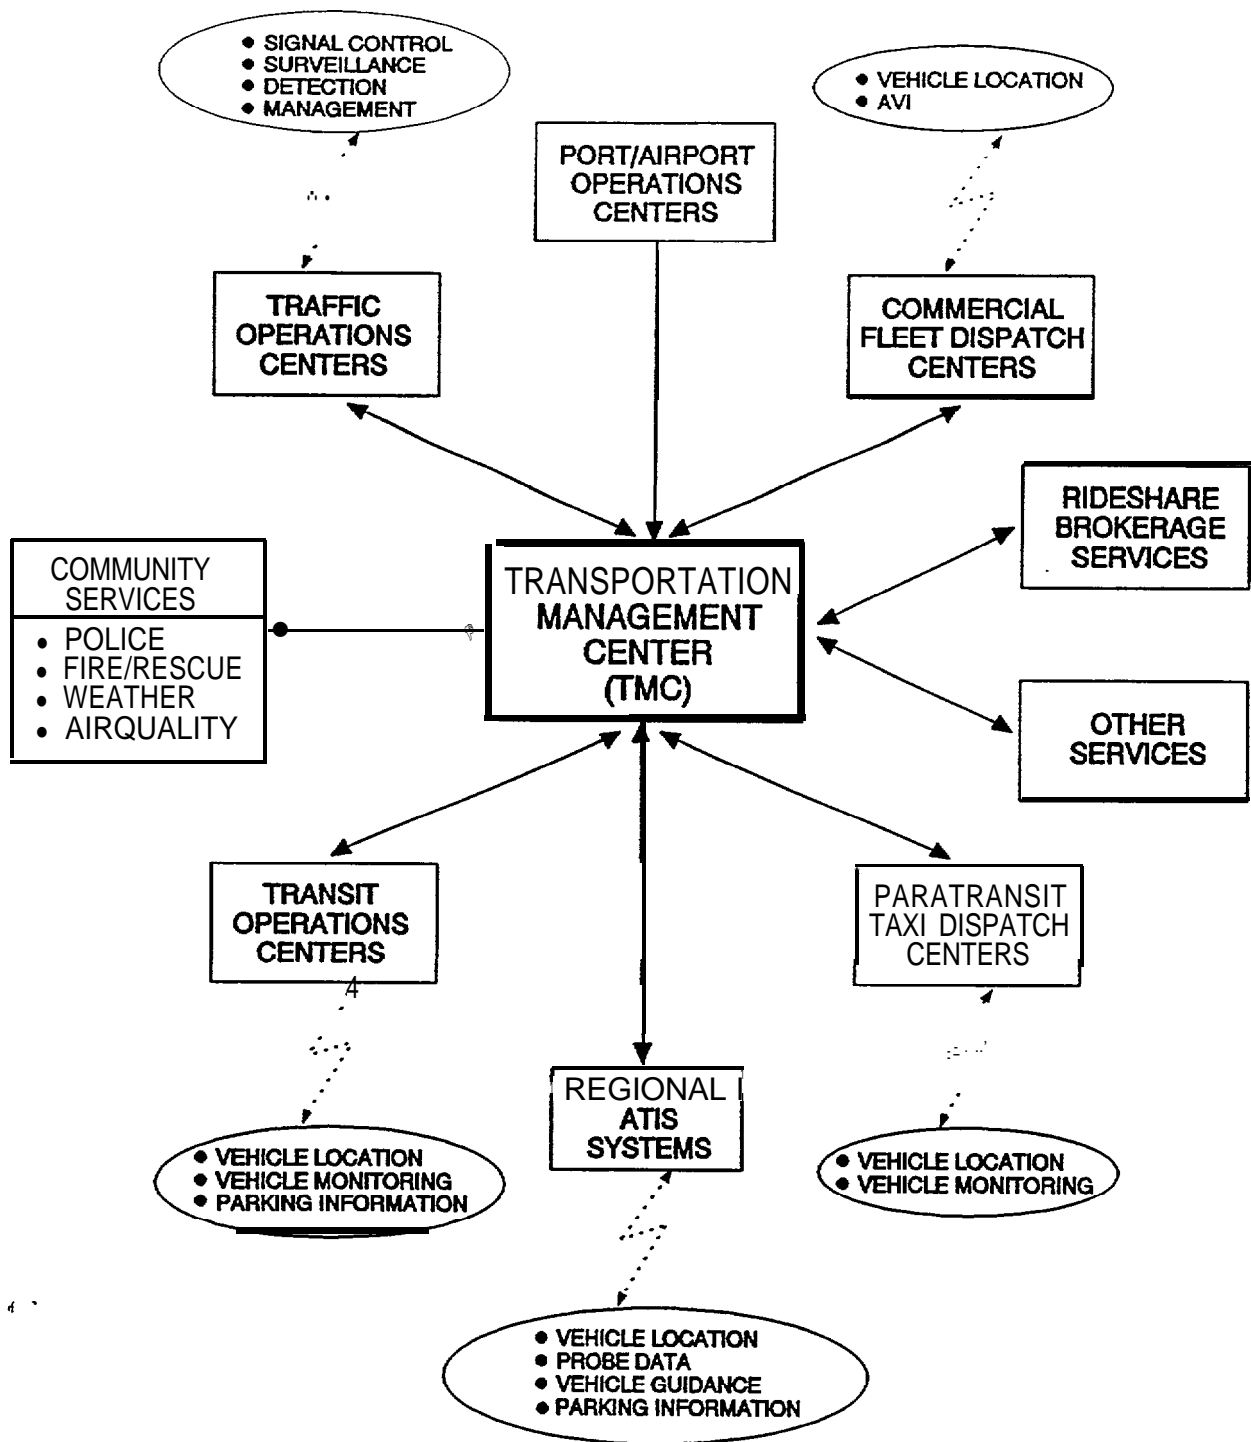 ● SIGNAL CONTROL
● SURVEILLANCE
● DETECTION
● MANAGEMENT
● VEHICLE LOCATION
● AVI
PORT/AIRPORT
OPERATIONS
CENTERS
TRAFFIC
OPERATIONS
CENTERS
COMMERCIAL
FLEET DISPATCH
CENTERS
RIDESHARE
BROKERAGE
SERVICES
COMMUNITY
SERVICES
● POLICE
● FIRE/RESCUE
● WEATHER
● AIRQUALITY
TRANSPORTATION
MANAGEMENT
CENTER
(TMC)
OTHER
SERVICES
TRANSIT
OPERATIONS
CENTERS
4
PARATRANSIT
TAXI DISPATCH
CENTERS
REGIONAL
ATIS
SYSTEMS
● VEHICLE LOCATION
● VEHICLE MONITORING
● PARKING INFORMATION
● VEHICLE LOCATION
● VEHICLE MONITORING
● VEHICLE LOCATION
● PROBE DATA
● VEHICLE GUIDANCE
● PARKING INFORMATION